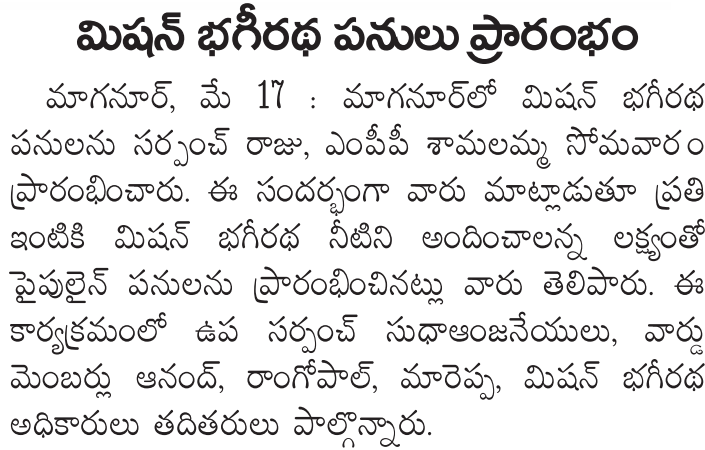 మిషన్ భగీరథ పనులు ప్రారంభం
మాగనూర్, మే 17 : మాగనూర్‌లో మిషన్ భగీరథ
పనులను సర్పంచ్ రాజు, ఎంపీపీ శామలమ్మ సోమవారం
ప్రారంభించారు. ఈ సందర్భంగా వారు మాట్లాడుతూ ప్రతి
ఇంటికి మిషన్ భగీరథ నీటిని అందించాలన్న లక్ష్యంతో
పైపులైన్ పనులను ప్రారంభించినట్లు వారు తెలిపారు. ఈ
కార్యక్రమంలో ఉప సర్పంచ్ సుధాఆంజనేయులు, వార్డు
మెంబర్లు ఆనంద్, రాంగోపాల్, మారెప్ప, మిషన్ భగీరథ
అధికారులు తదితరులు పాల్గొన్నారు.